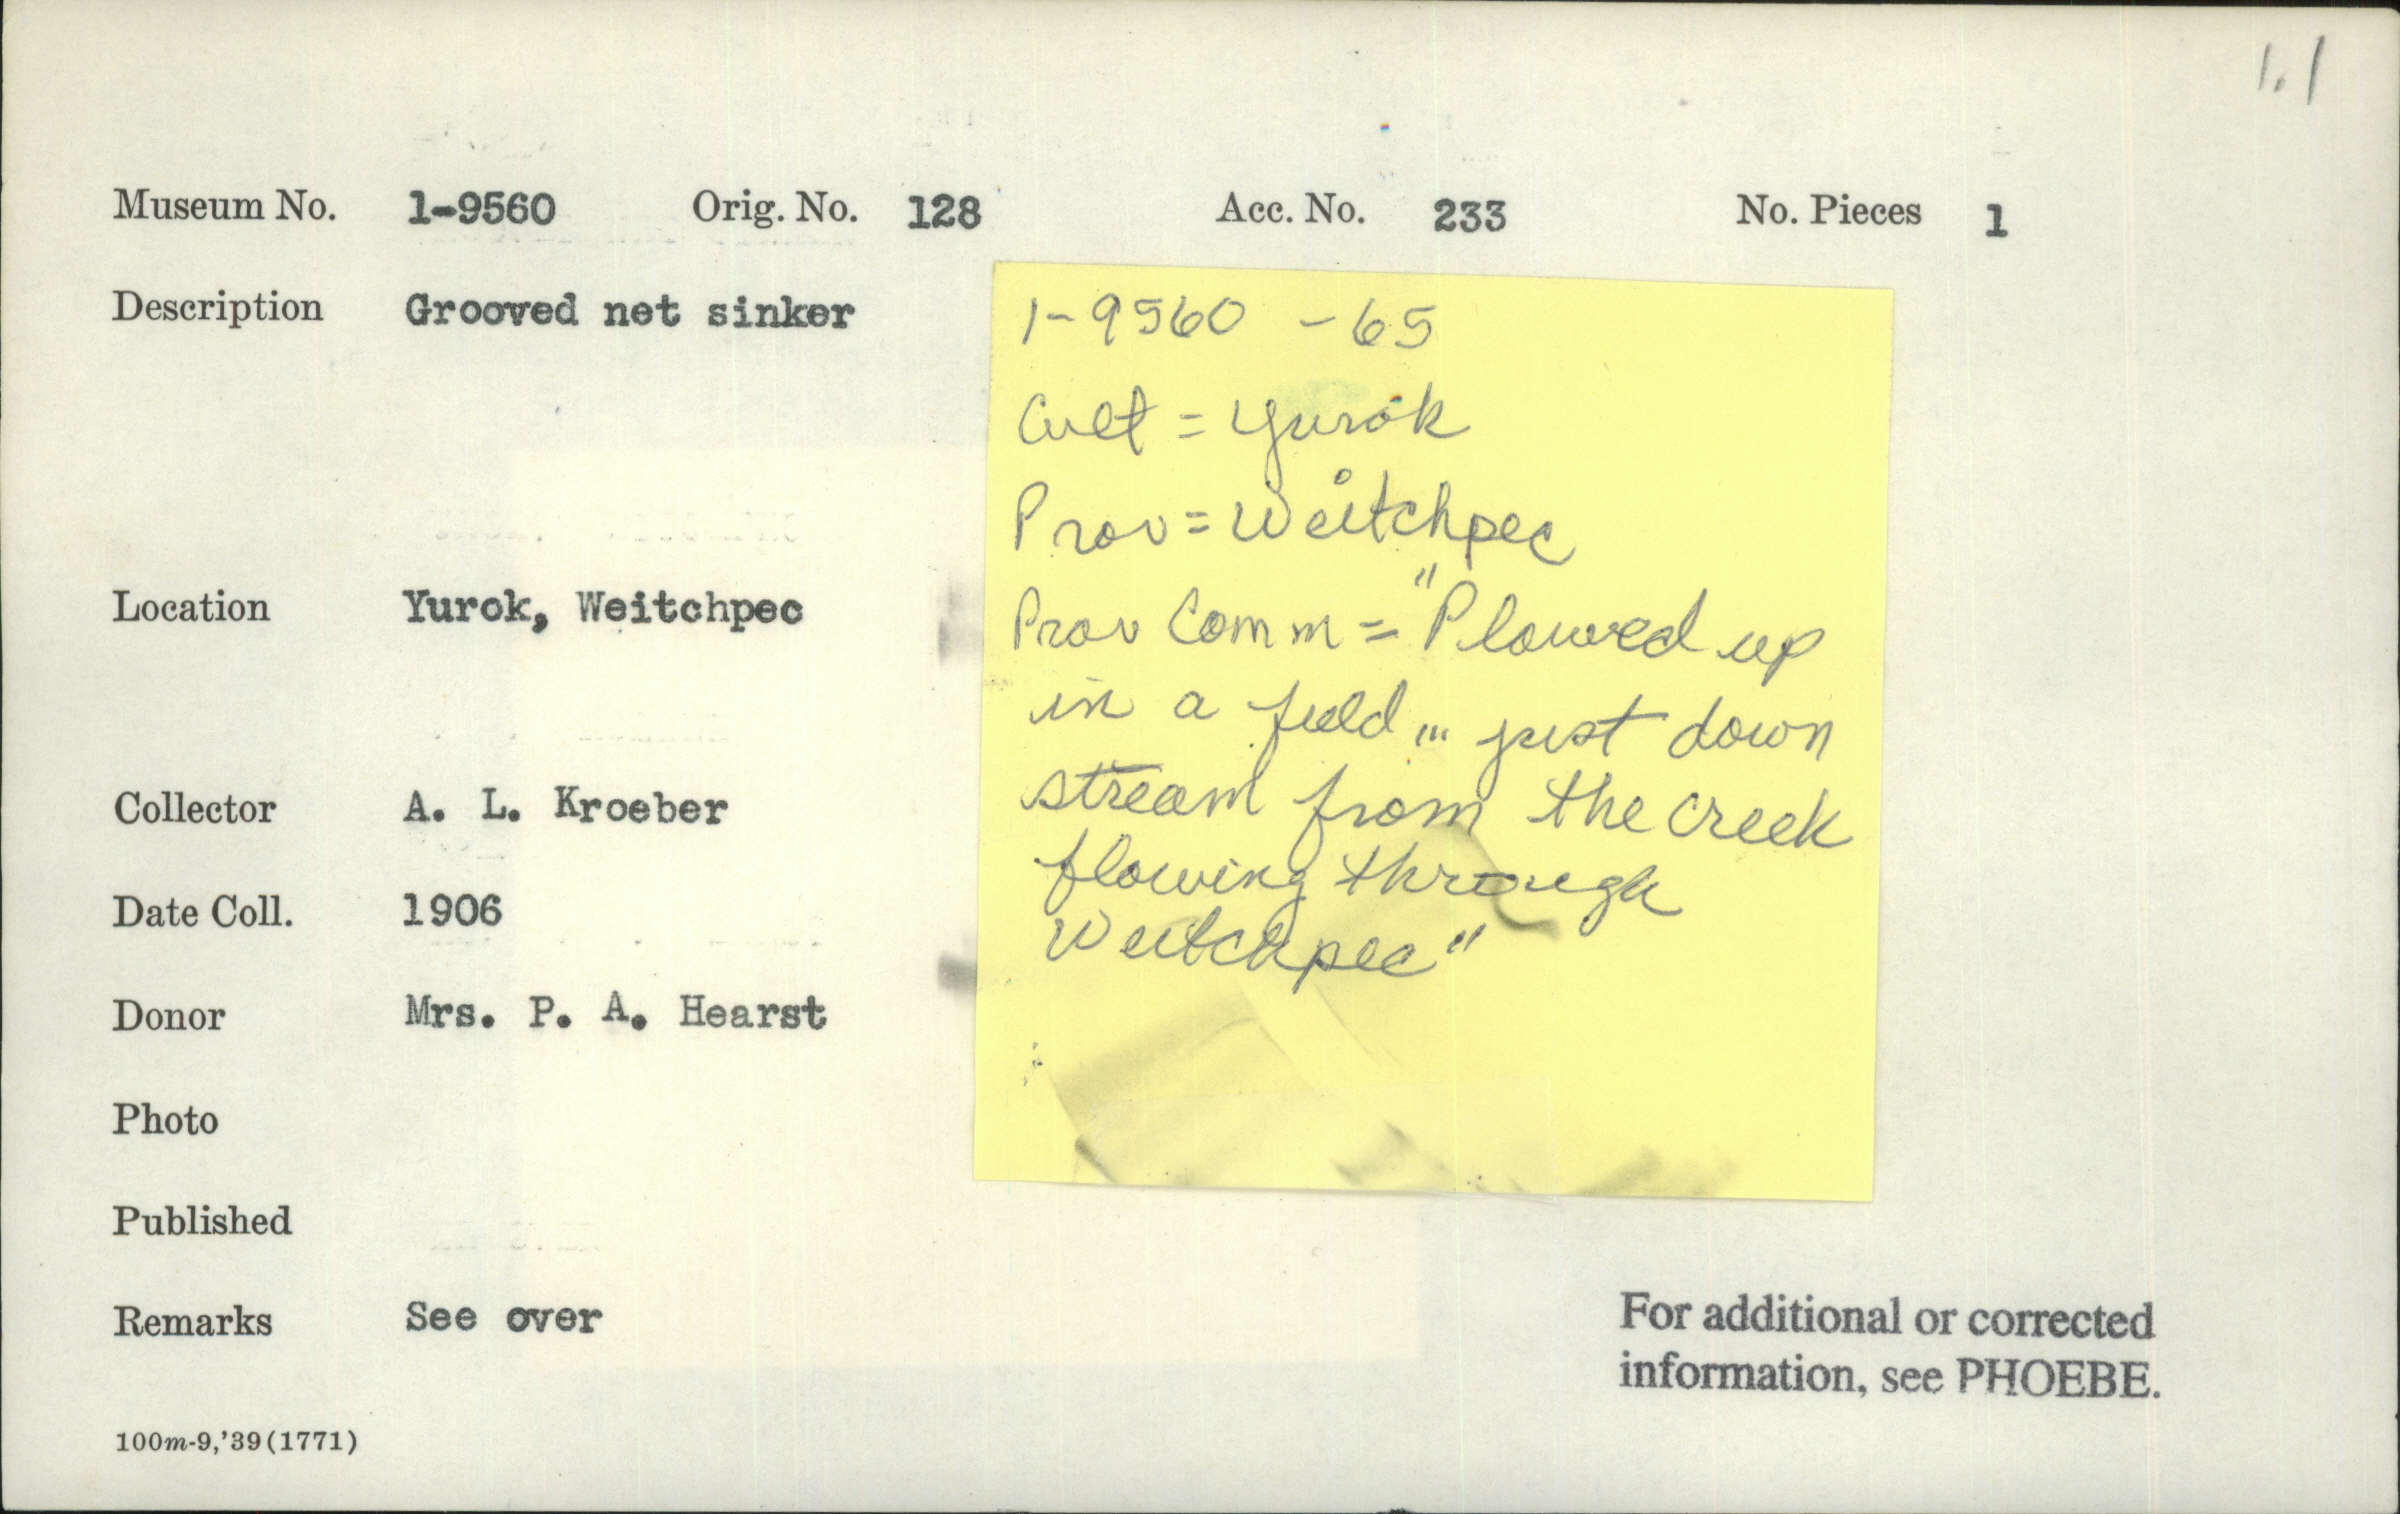 1.1
Museum No. 1-9560 Orig. No. 128 Acc. No. 233 No. Pieces 1
Description Grooved net sinker
1-9560 -65
Cult = Yurok
Prov = Weitchpec
Prov Comm = "Plowed up
in a field ... just down
stream from the creek
flowing through
Weitchpec"
Location Yurok, Weitchpec
Collector A. L. Kroeber
Date Coll. 1906
Donor Mrs. P. A. Hearst
Photo
Published
Remarks See over
For additional or corrected
information, see PHOEBE.
100m-9,'39(1771)